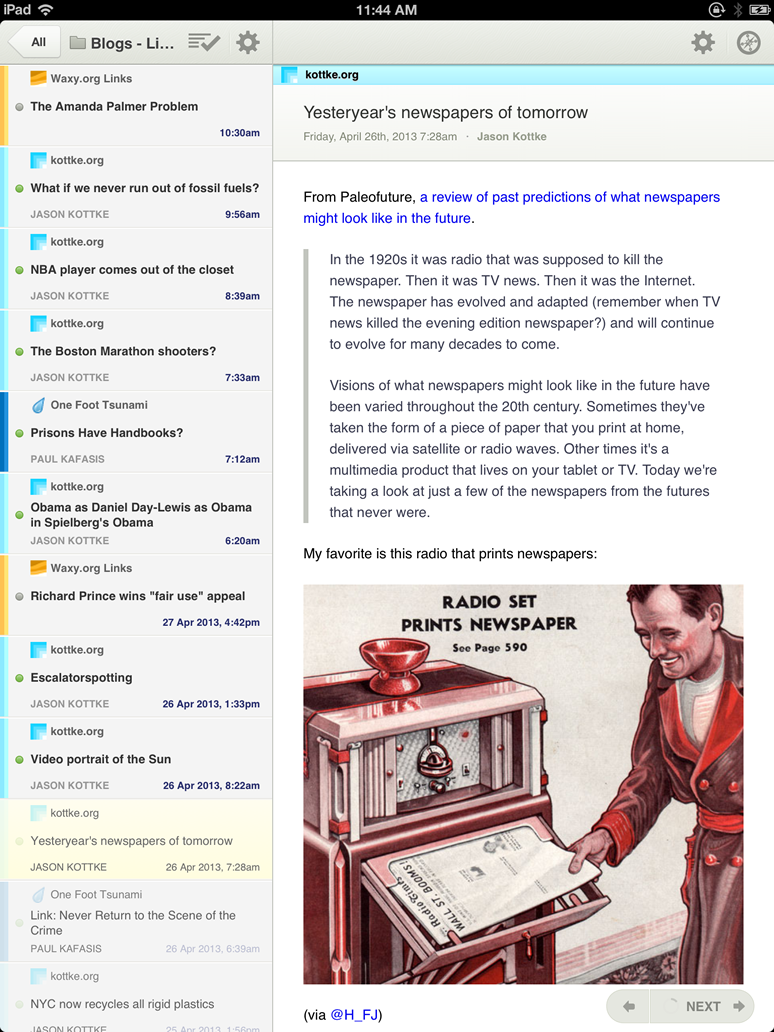 iPad
11:44 AM
All
Blogs - Li...
Waxy.org Links
The Amanda Palmer Problem
10:30am
kottke.org
What if we never run out of fossil fuels?
JASON KOTTKE 9:56am
kottke.org
NBA player comes out of the closet
JASON KOTTKE 8:39am
kottke.org
The Boston Marathon shooters?
JASON KOTTKE 7:33am
One Foot Tsunami
Prisons Have Handbooks?
PAUL KAFASIS 7:12am
kottke.org
Obama as Daniel Day-Lewis as Obama
in Spielberg's Obama
JASON KOTTKE 6:20am
Waxy.org Links
Richard Prince wins "fair use" appeal
27 Apr 2013, 4:42pm
kottke.org
Escalatorspotting
JASON KOTTKE 26 Apr 2013, 1:33pm
kottke.org
Video portrait of the Sun
JASON KOTTKE 26 Apr 2013, 8:22am
kottke.org
Yesteryear's newspapers of tomorrow
JASON KOTTKE 26 Apr 2013, 7:28am
One Foot Tsunami
Link: Never Return to the Scene of the
Crime
PAUL KAFASIS 26 Apr 2013, 6:39am
kottke.org
NYC now recycles all rigid plastics
JASON KOTTKE 25 Apr 2013, 1:56pm
kottke.org
Yesteryear's newspapers of tomorrow
Friday, April 26th, 2013 7:28am · Jason Kottke
From Paleofuture, a review of past predictions of what newspapers
might look like in the future.
In the 1920s it was radio that was supposed to kill the
newspaper. Then it was TV news. Then it was the Internet.
The newspaper has evolved and adapted (remember when TV
news killed the evening edition newspaper?) and will continue
to evolve for many decades to come.
Visions of what newspapers might look like in the future have
been varied throughout the 20th century. Sometimes they've
taken the form of a piece of paper that you print at home,
delivered via satellite or radio waves. Other times it's a
multimedia product that lives on your tablet or TV. Today we're
taking a look at just a few of the newspapers from the futures
that never were.
My favorite is this radio that prints newspapers:
RADIO SET
PRINTS NEWSPAPER
See Page 590
Radio Times
WALL ST. BOOMS!
(via @H_FJ)
NEXT